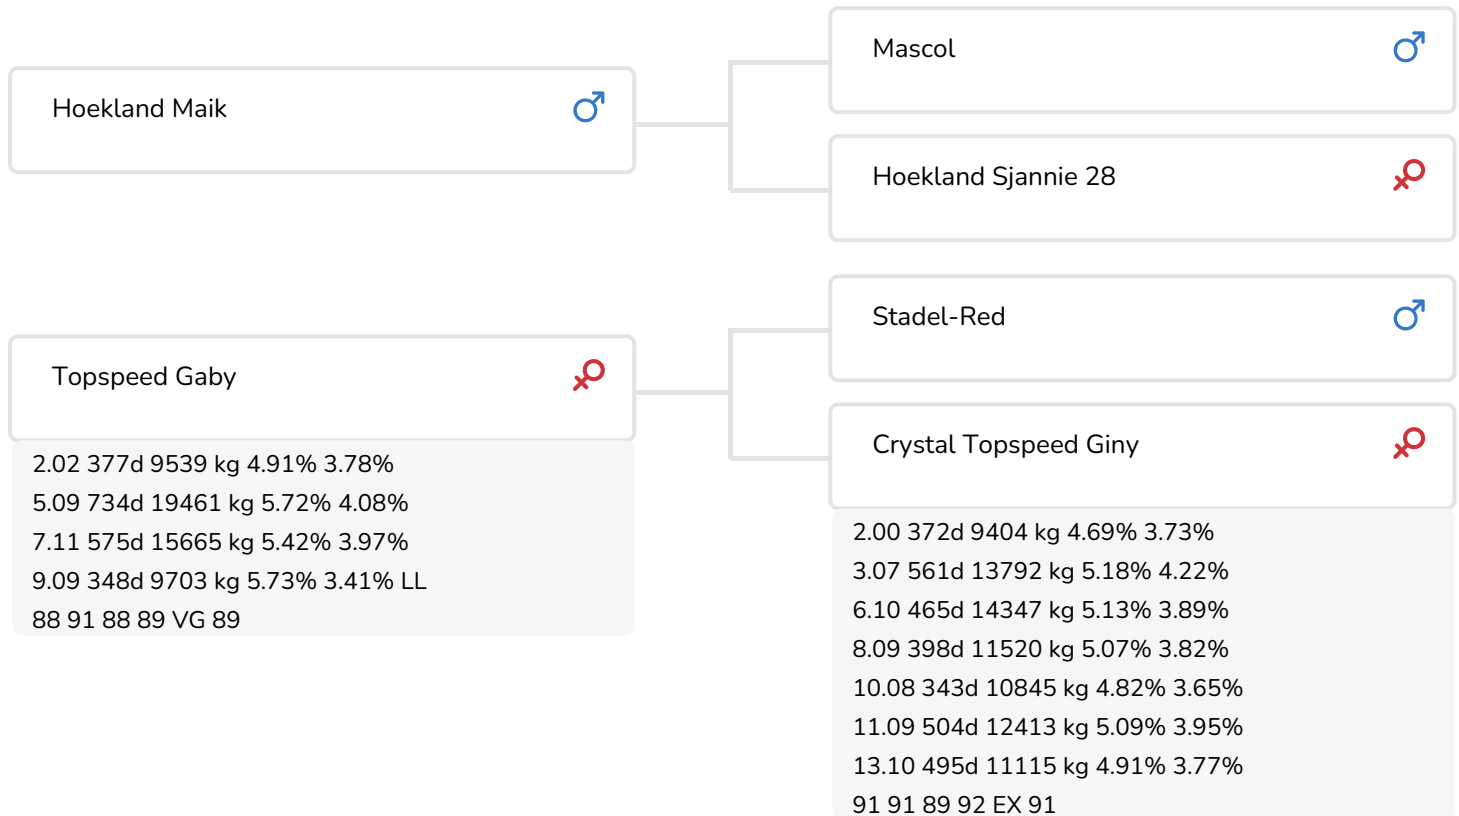 Hoekland Maik
Mascol
Hoekland Sjannie 28
Topspeed Gaby
2.02 377d 9539 kg 4.91% 3.78%
5.09 734d 19461 kg 5.72% 4.08%
7.11 575d 15665 kg 5.42% 3.97%
9.09 348d 9703 kg 5.73% 3.41% LL
88 91 88 89 VG 89
Stadel-Red
Crystal Topspeed Giny
2.00 372d 9404 kg 4.69% 3.73%
3.07 561d 13792 kg 5.18% 4.22%
6.10 465d 14347 kg 5.13% 3.89%
8.09 398d 11520 kg 5.07% 3.82%
10.08 343d 10845 kg 4.82% 3.65%
11.09 504d 12413 kg 5.09% 3.95%
13.10 495d 11115 kg 4.91% 3.77%
91 91 89 92 EX 91